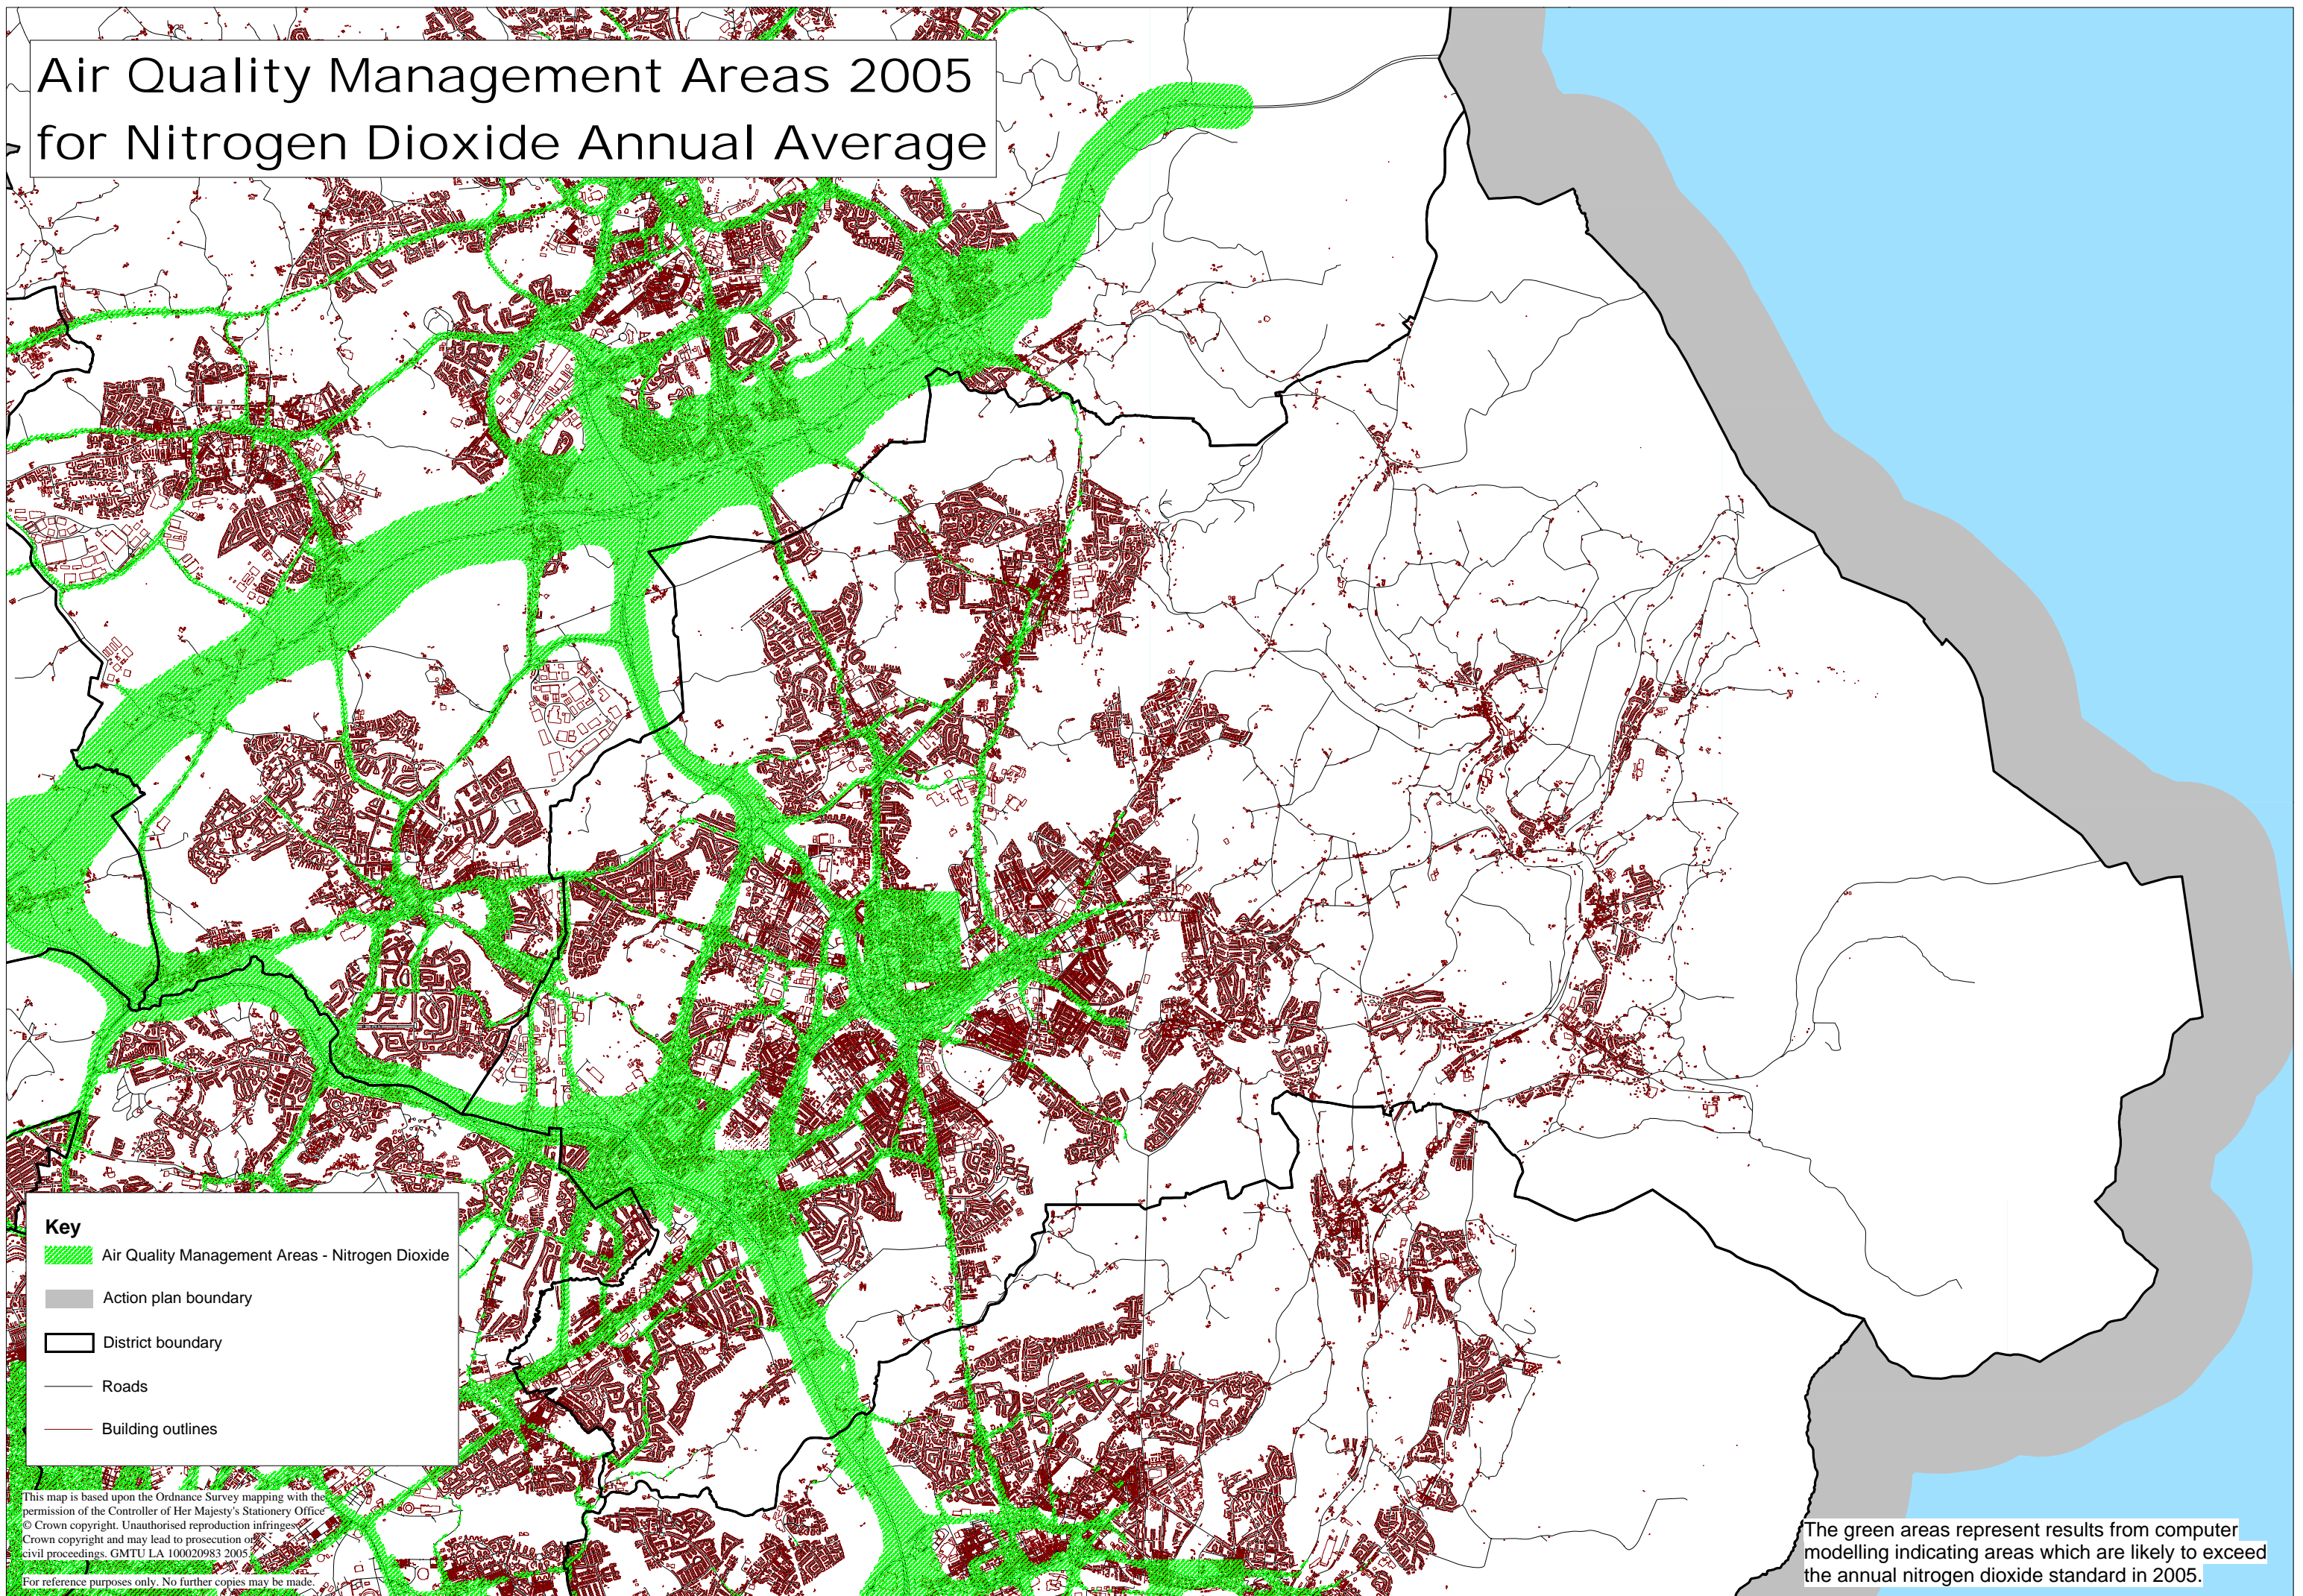 Air Quality Management Areas 2005
for Nitrogen Dioxide Annual Average
Key
Air Quality Management Areas - Nitrogen Dioxide
Action plan boundary
District boundary
Roads
Building outlines
This map is based upon the Ordnance Survey mapping with the
permission of the Controller of Her Majesty's Stationery Office
© Crown copyright. Unauthorised reproduction infringes
Crown copyright and may lead to prosecution or
civil proceedings. GMTU LA 100020983 2005.
For reference purposes only. No further copies may be made.
The green areas represent results from computer
modelling indicating areas which are likely to exceed
the annual nitrogen dioxide standard in 2005.